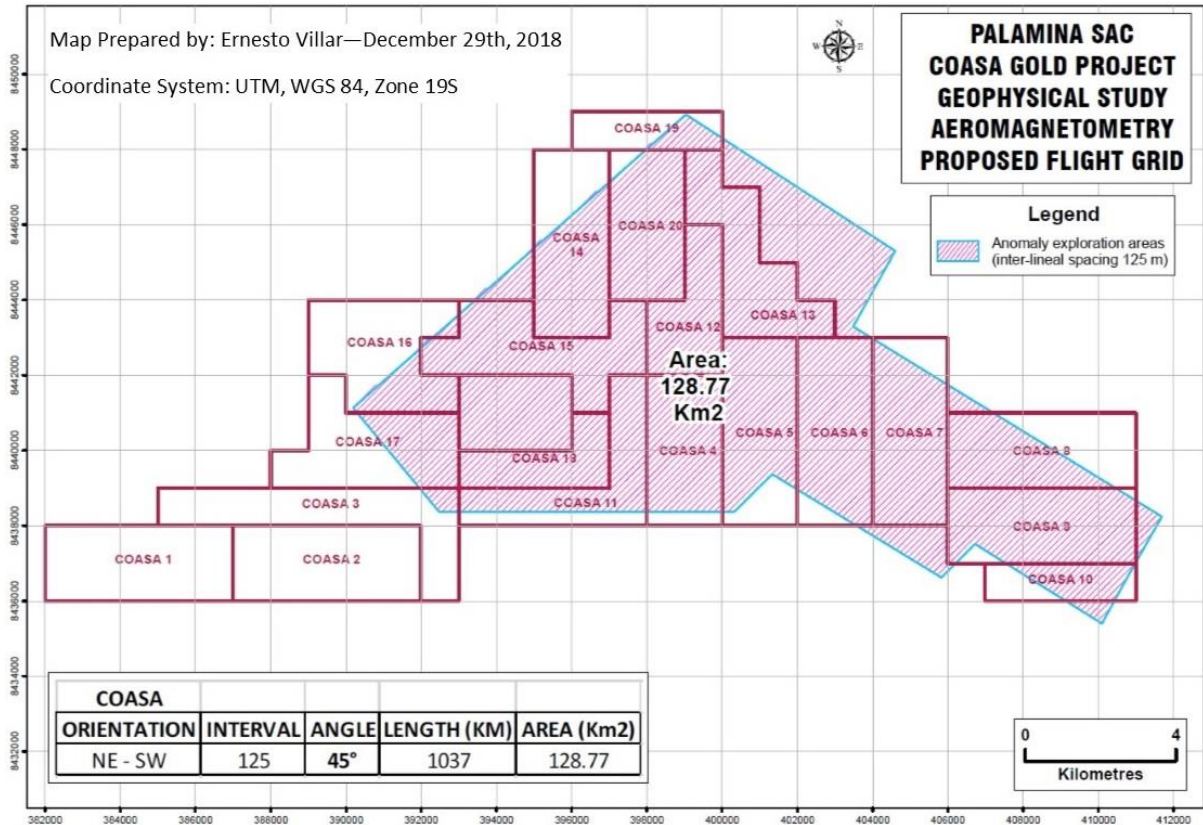 Map Prepared by: Ernesto Villar—December 29th, 2018
Coordinate System: UTM, WGS 84, Zone 19S
N
W E
S
PALAMINA SAC
COASA GOLD PROJECT
GEOPHYSICAL STUDY
AEROMAGNETOMETRY
PROPOSED FLIGHT GRID
Legend
Anomaly exploration areas
(inter-lineal spacing 125 m)
8450000
8448000
8446000
8444000
8442000
8440000
8438000
8436000
8434000
8432000
COASA 19
COASA 20
COASA
14
COASA 13
COASA 12
COASA 16
COASA 15
Area:
128.77
Km2
COASA 17
COASA 18
COASA 4
COASA 5
COASA 6
COASA 7
COASA 8
COASA 3
COASA 11
COASA 9
COASA 1
COASA 2
COASA 10
COASA
ORIENTATION INTERVAL ANGLE LENGTH (KM) AREA (Km2)
NE - SW 125 45° 1037 128.77
0 4
Kilometres
382000 384000 386000 388000 390000 392000 394000 396000 398000 400000 402000 404000 406000 408000 410000 412000